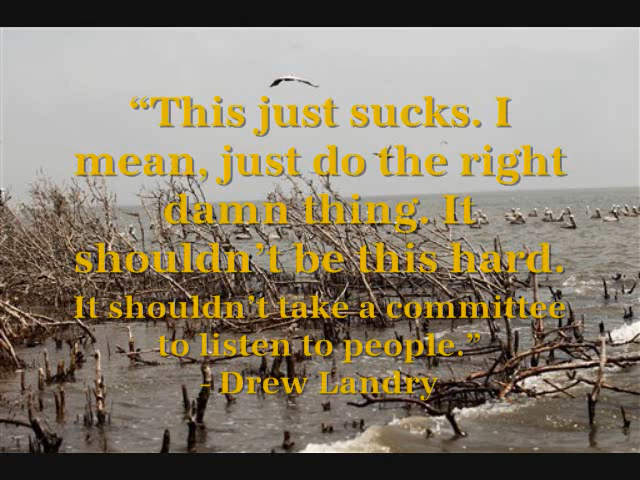 “This just sucks. I
mean, just do the right
damn thing. It
shouldn’t be this hard.
It shouldn’t take a committee
to listen to people.”
- Drew Landry